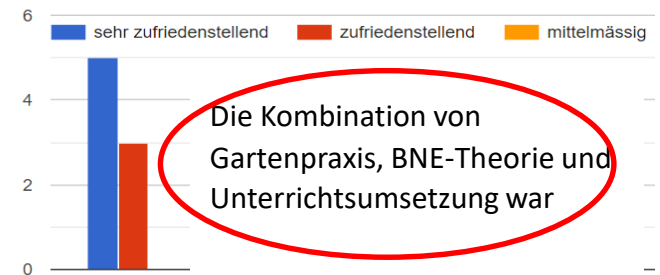 6
sehr zufriedenstellend zufriedenstellend mittelmässig
4
Die Kombination von
Gartenpraxis, BNE-Theorie und
2
Unterrichtsumsetzung war
0